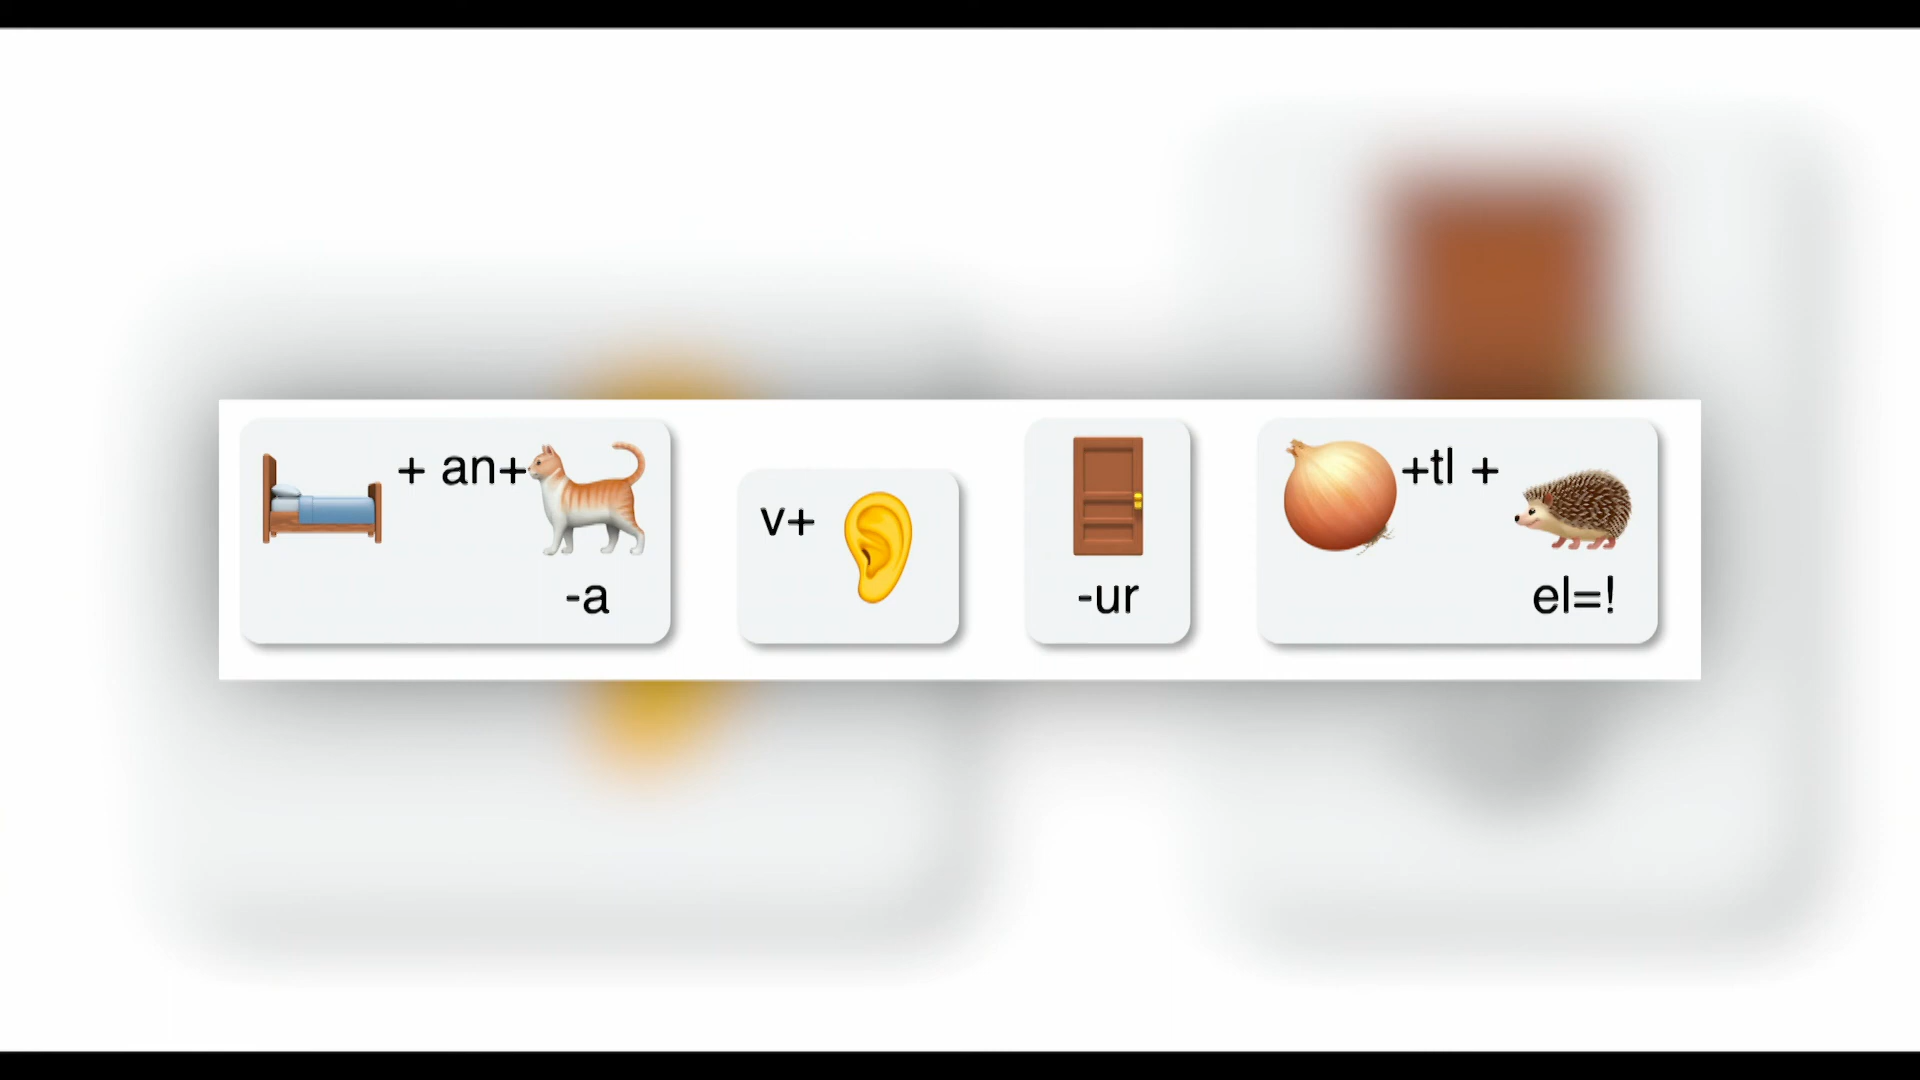 + an+
-a
v+
-ur
+tl +
el=!